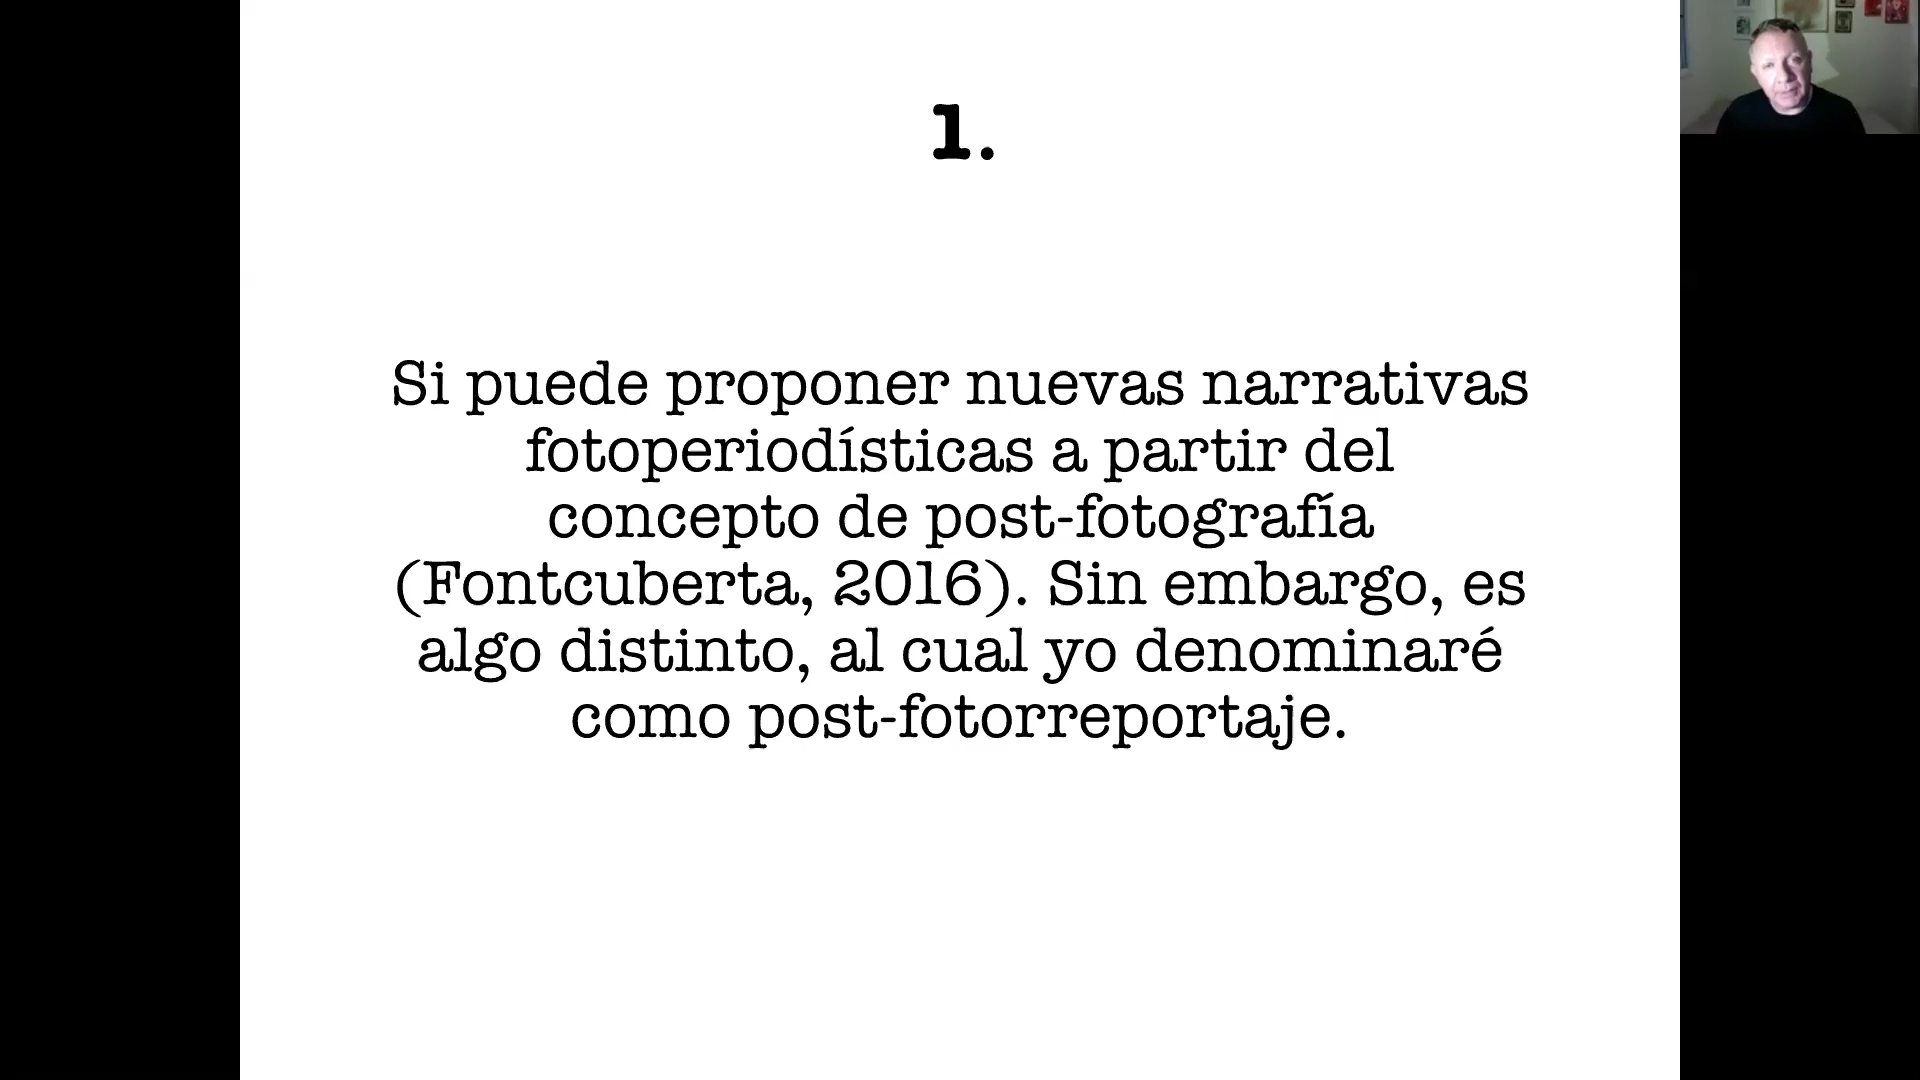 1.
Si puede proponer nuevas narrativas
fotoperiodísticas a partir del
concepto de post-fotografía
(Fontcuberta, 2016). Sin embargo, es
algo distinto, al cual yo denominaré
como post-fotorreportaje.